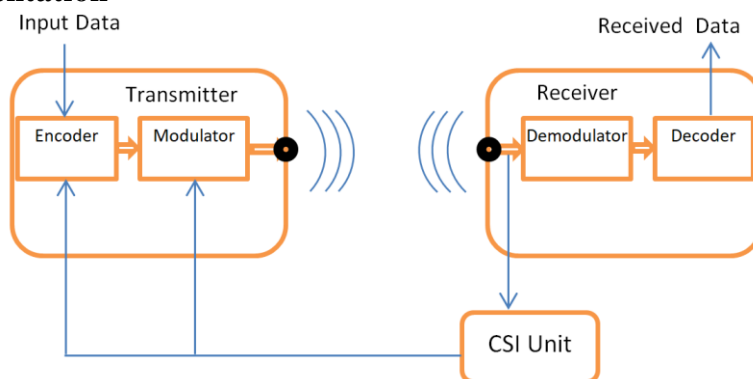 Input Data
Received Data
Transmitter
Receiver
Encoder
Modulator
Demodulator
Decoder
CSI Unit